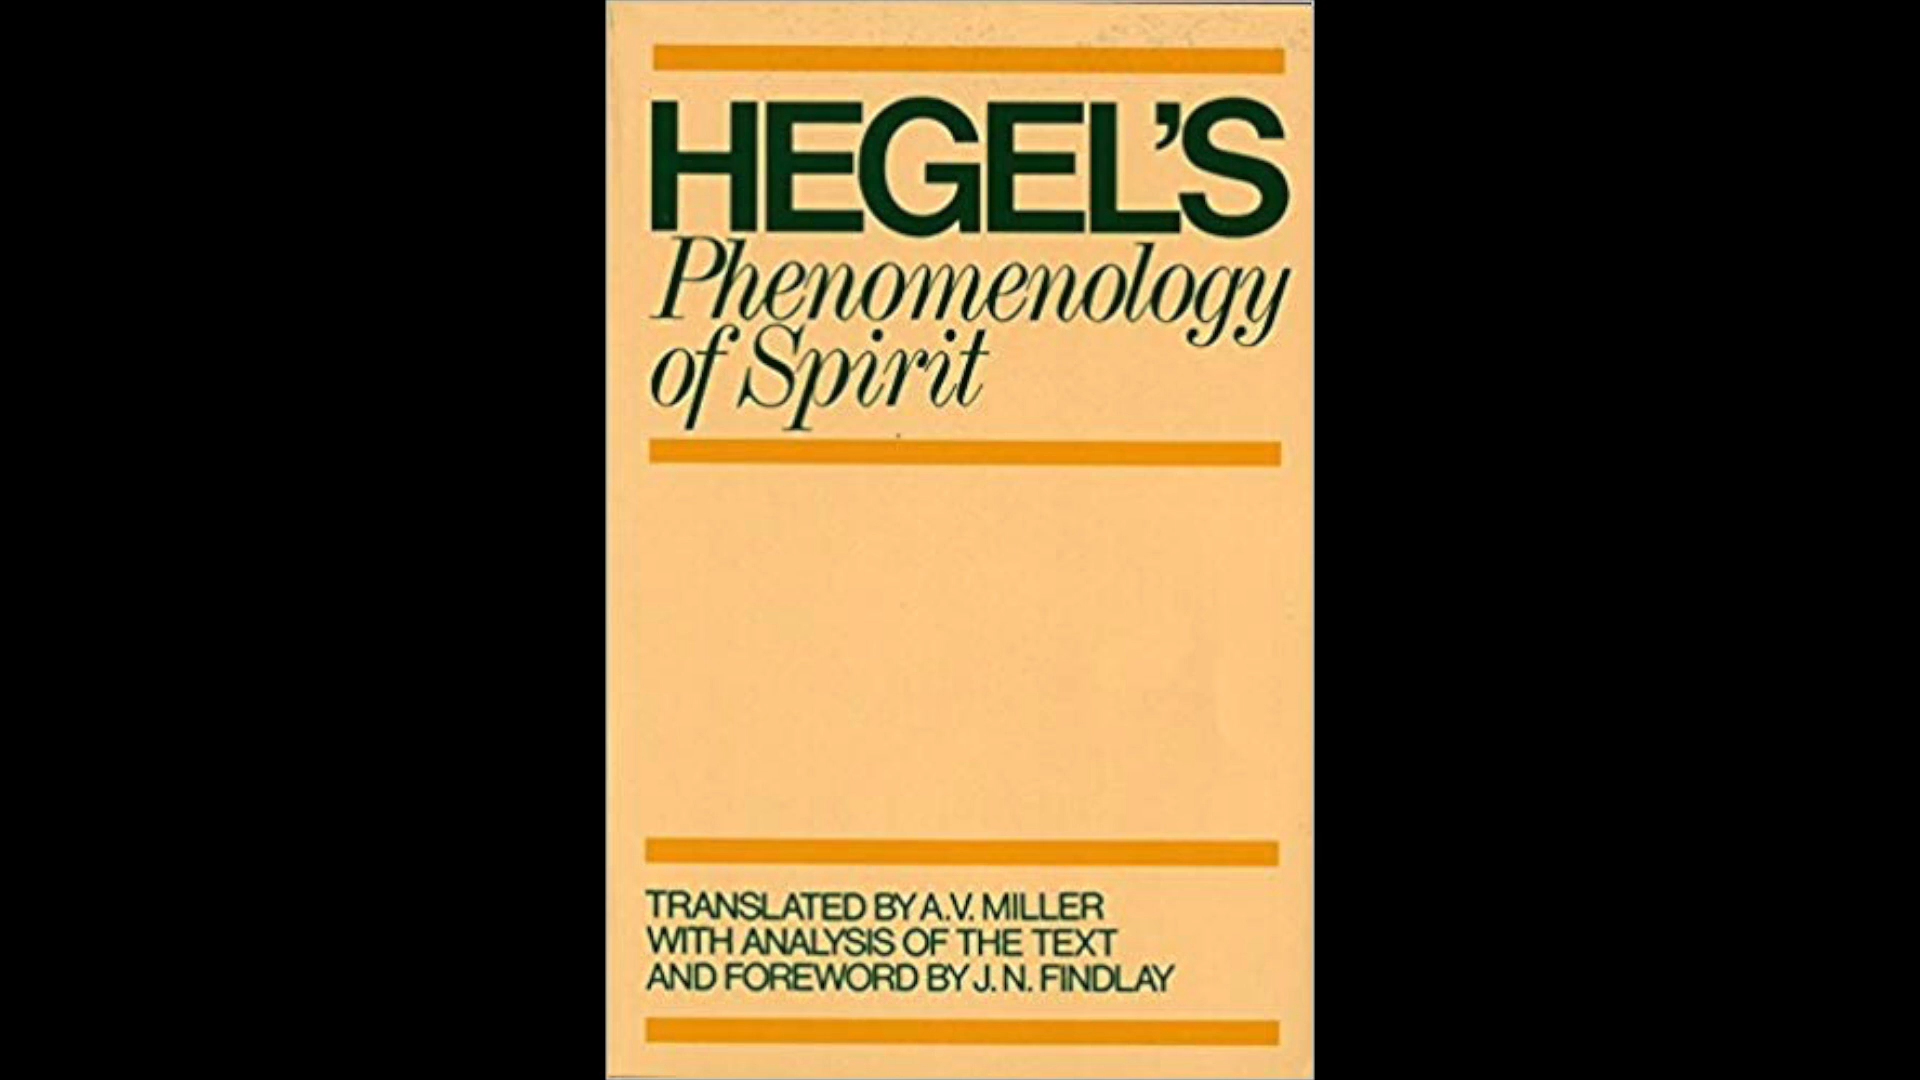 HEGEL'S
Phenomenology
of Spirit
TRANSLATED BY A.V. MILLER
WITH ANALYSIS OF THE TEXT
AND FOREWORD BY J. N. FINDLAY